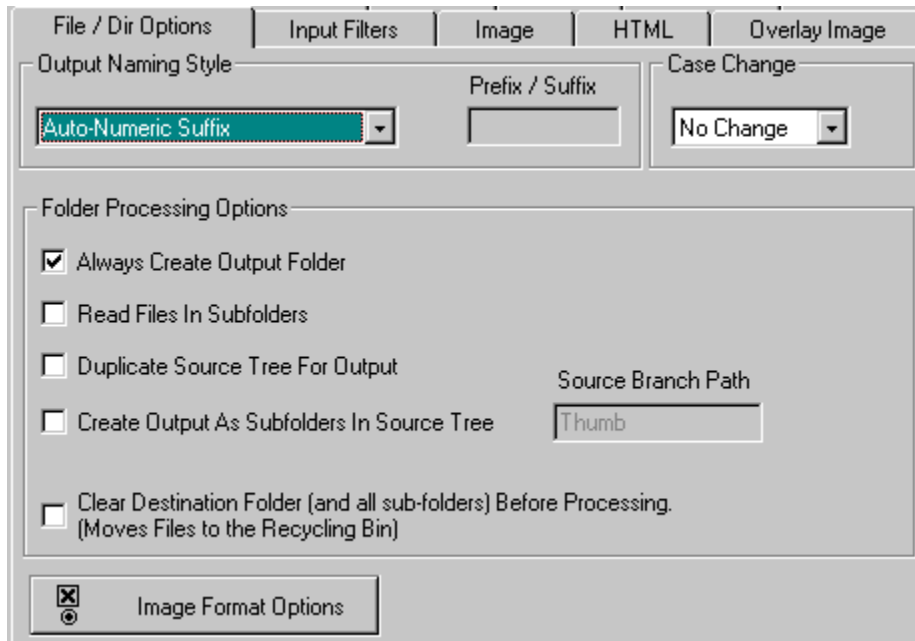 File / Dir Options
Input Filters
Image
HTML
Overlay Image
Output Naming Style
Prefix / Suffix
Case Change
Auto-Numeric Suffix
No Change
Folder Processing Options
Always Create Output Folder
Read Files In Subfolders
Duplicate Source Tree For Output
Source Branch Path
Create Output As Subfolders In Source Tree
Thumb
Clear Destination Folder (and all sub-folders) Before Processing.
(Moves Files to the Recycling Bin)
Image Format Options